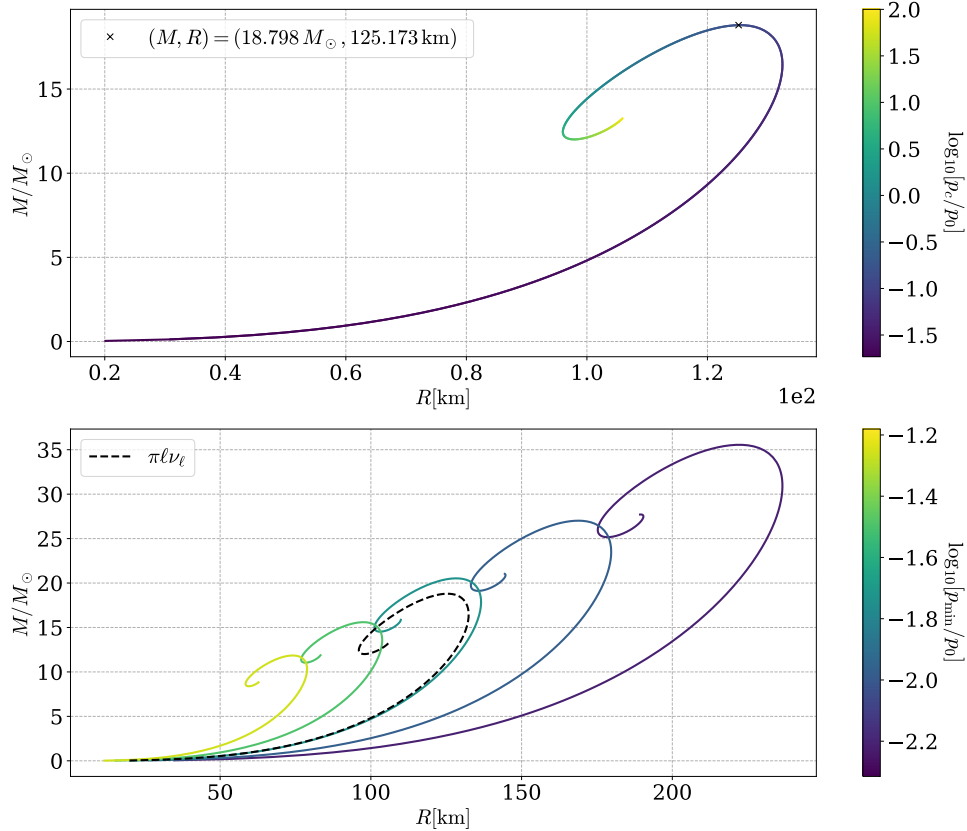 × (M, R) = (18.798 M⊙, 125.173 km)
M/M⊙
15
10
5
0
0.2 0.4 0.6 0.8 1.0 1.2
1e2
R[km]
2.0
1.5
1.0
0.5
0.0
−0.5
−1.0
−1.5
log₁₀[p_c/p₀]
πℓν_ℓ
M/M⊙
35
30
25
20
15
10
5
0
50 100 150 200
R[km]
−1.2
−1.4
−1.6
−1.8
−2.0
−2.2
log₁₀[p_min/p₀]